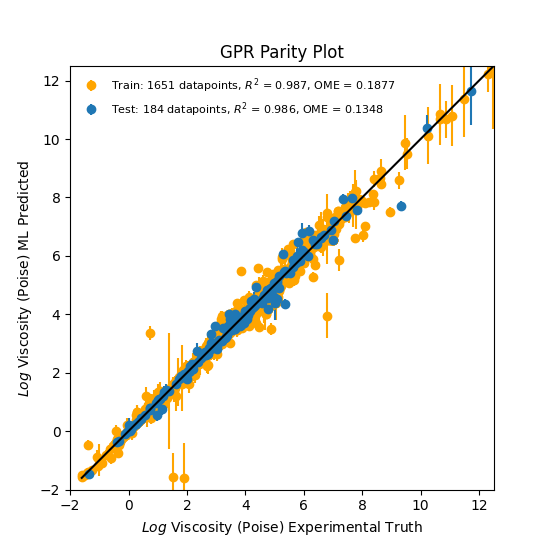 GPR Parity Plot
Train: 1651 datapoints, R² = 0.987, OME = 0.1877
Test: 184 datapoints, R² = 0.986, OME = 0.1348
Log Viscosity (Poise) ML Predicted
12
10
8
6
4
2
0
−2
−2 0 2 4 6 8 10 12
Log Viscosity (Poise) Experimental Truth